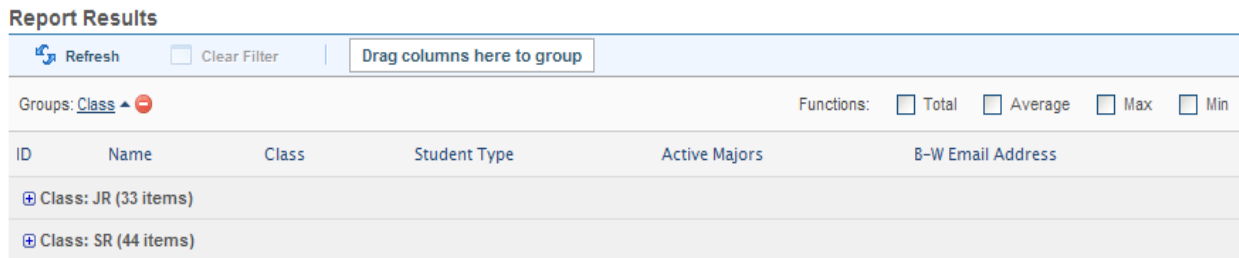 Report Results
Refresh Clear Filter Drag columns here to group
Groups: Class Functions: Total Average Max Min
ID Name Class Student Type Active Majors B-W Email Address
Class: JR (33 items)
Class: SR (44 items)